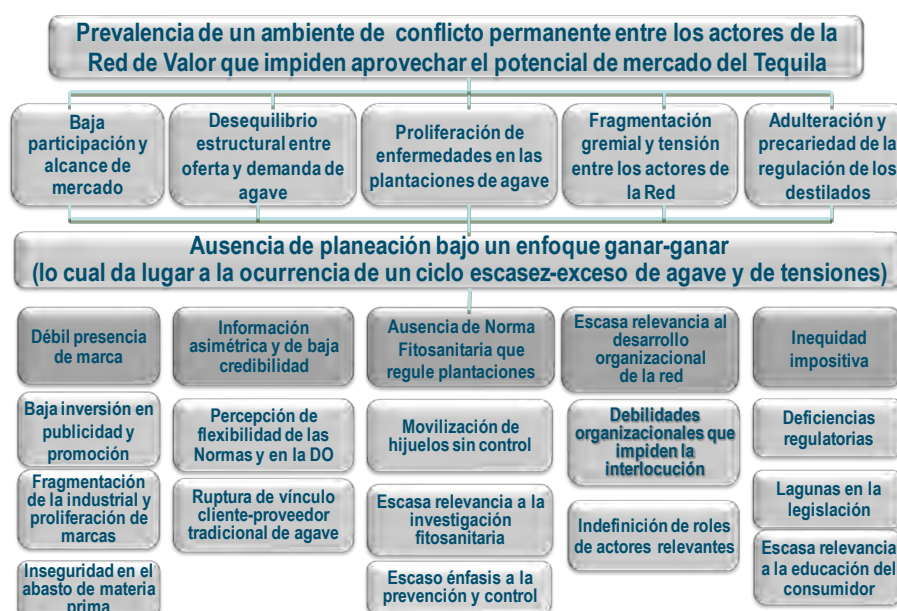 Prevalencia de un ambiente de conflicto permanente entre los actores de la
Red de Valor que impiden aprovechar el potencial de mercado del Tequila
Baja
participación y
alcance de
mercado
Desequilibrio
estructural entre
oferta y demanda de
agave
Proliferación de
enfermedades en las
plantaciones de agave
Fragmentación
gremial y tensión
entre los actores de
la Red
Adulteración y
precariedad de la
regulación de los
destilados
Ausencia de planeación bajo un enfoque ganar-ganar
(lo cual da lugar a la ocurrencia de un ciclo escasez-exceso de agave y de tensiones)
Débil presencia
de marca
Información
asimétrica y de baja
credibilidad
Ausencia de Norma
Fitosanitaria que
regule plantaciones
Escasa relevancia al
desarrollo
organizacional
de la red
Inequidad
impositiva
Baja inversión en
publicidad y
promoción
Fragmentación
de la industrial y
proliferación de
marcas
Inseguridad en el
abasto de materia
prima
Percepción de
flexibilidad de las
Normas y en la DO
Ruptura de vínculo
cliente-proveedor
tradicional de agave
Movilización de
hijuelos sin control
Escasa relevancia a la
investigación
fitosanitaria
Escaso énfasis a la
prevención y control
Debilidades
organizacionales que
impiden la
interlocución
Indefinición de roles
de actores relevantes
Deficiencias
regulatorias
Lagunas en la
legislación
Escasa relevancia
a la educación del
consumidor